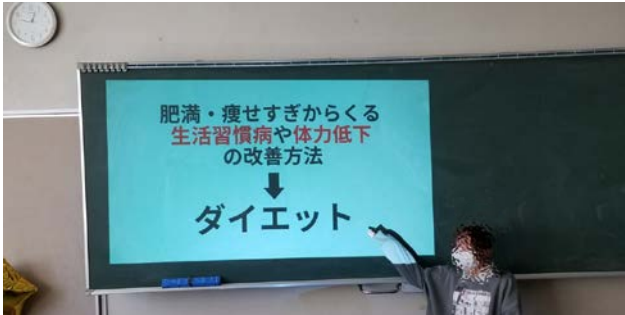 肥満・痩せすぎからくる
生活習慣病や体力低下
の改善方法
⬇
ダイエット